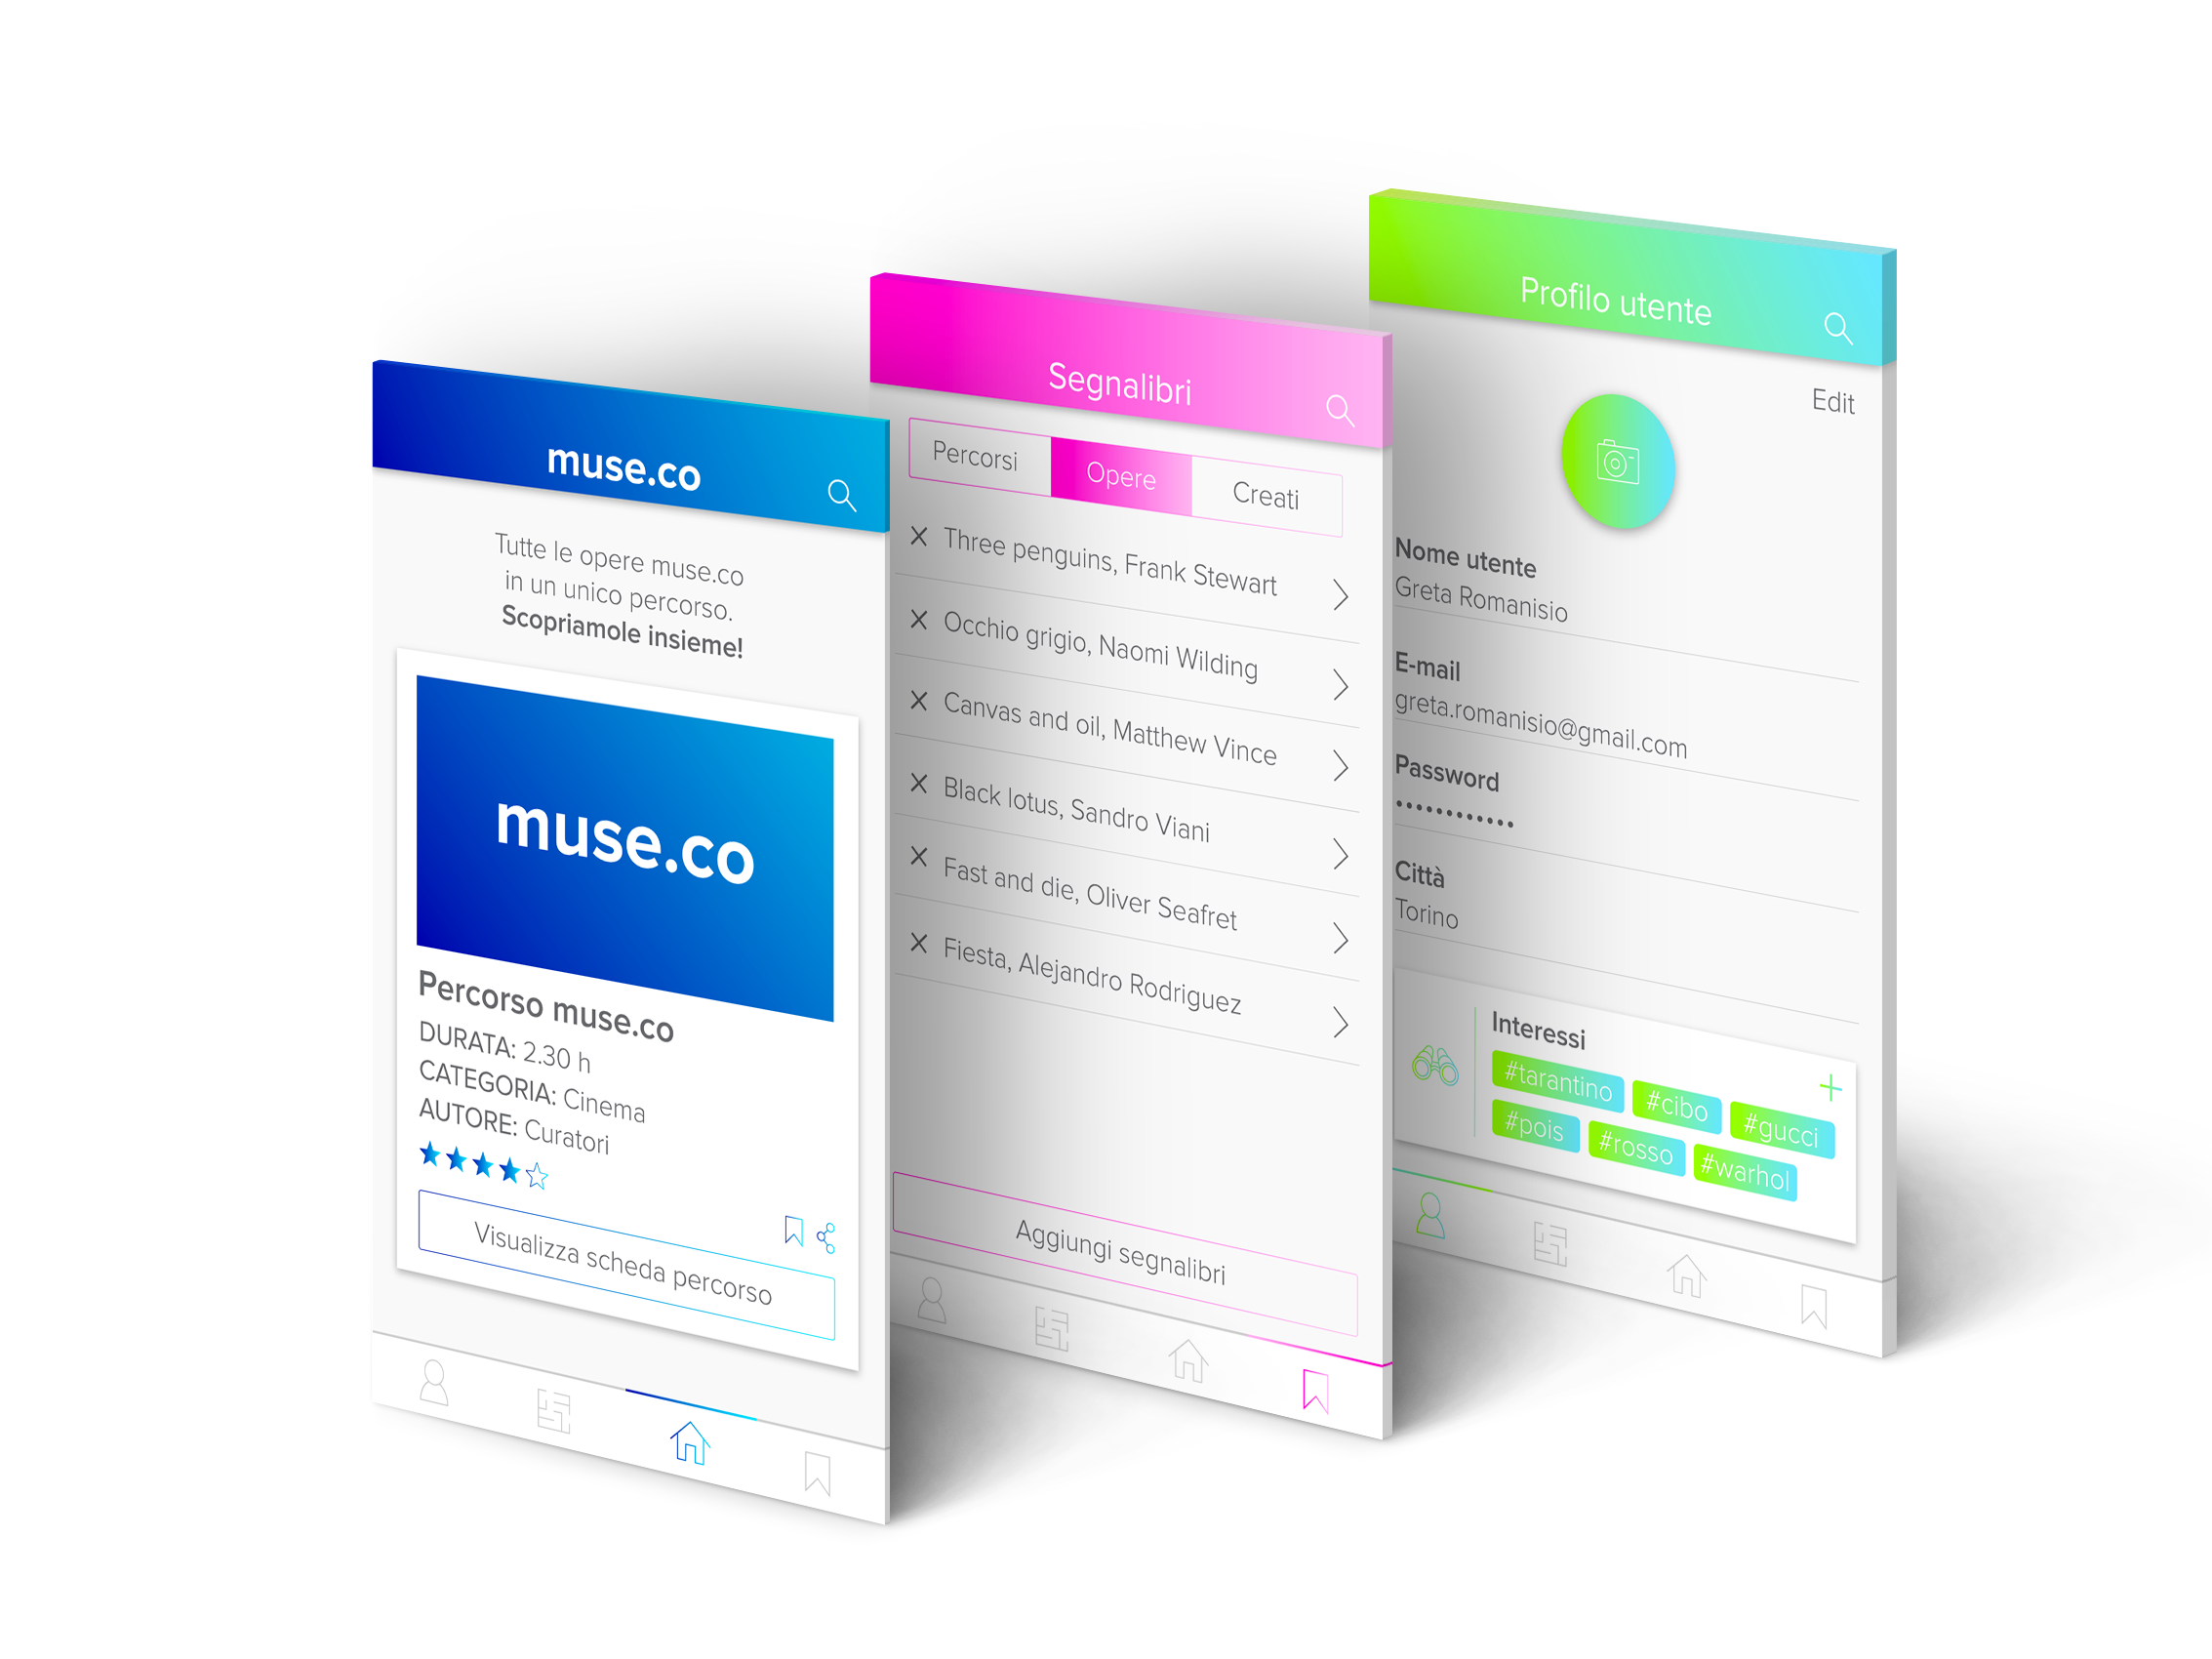 muse.co
Tutte le opere muse.co
in un unico percorso.
Scopriamole insieme!
muse.co
Percorso muse.co
DURATA: 2.30 h
CATEGORIA: Cinema
AUTORE: Curatori
Visualizza scheda percorso
Segnalibri
Percorsi
Opere
Creati
Three penguins, Frank Stewart
Occhio grigio, Naomi Wilding
Canvas and oil, Matthew Vince
Black lotus, Sandro Viani
Fast and die, Oliver Seafret
Fiesta, Alejandro Rodriguez
Aggiungi segnalibri
Profilo utente
Edit
Nome utente
Greta Romanisio
E-mail
greta.romanisio@gmail.com
Password
••••••••••••
Città
Torino
Interessi
#tarantino #cibo #gucci
#pois #rosso #warhol